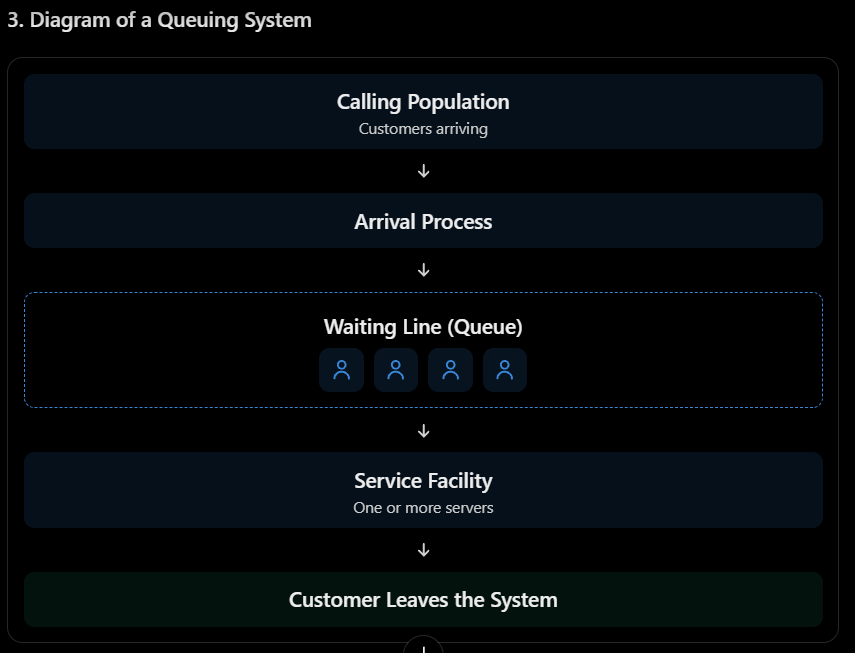 3. Diagram of a Queuing System
Calling Population
Customers arriving
Arrival Process
Waiting Line (Queue)
Service Facility
One or more servers
Customer Leaves the System